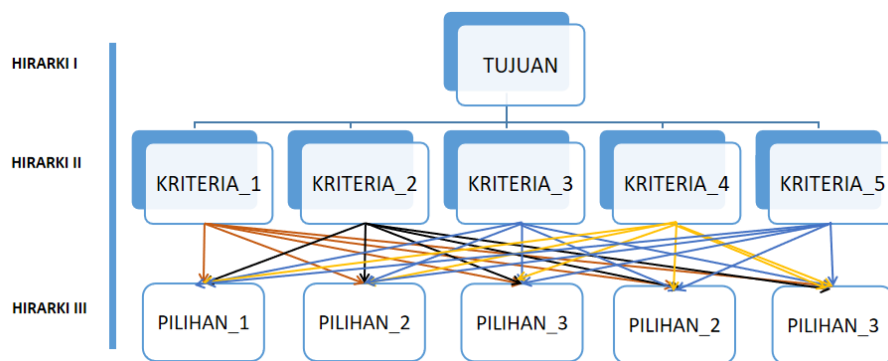 HIRARKI I
TUJUAN
HIRARKI II
KRITERIA_1
KRITERIA_2
KRITERIA_3
KRITERIA_4
KRITERIA_5
HIRARKI III
PILIHAN_1
PILIHAN_2
PILIHAN_3
PILIHAN_2
PILIHAN_3